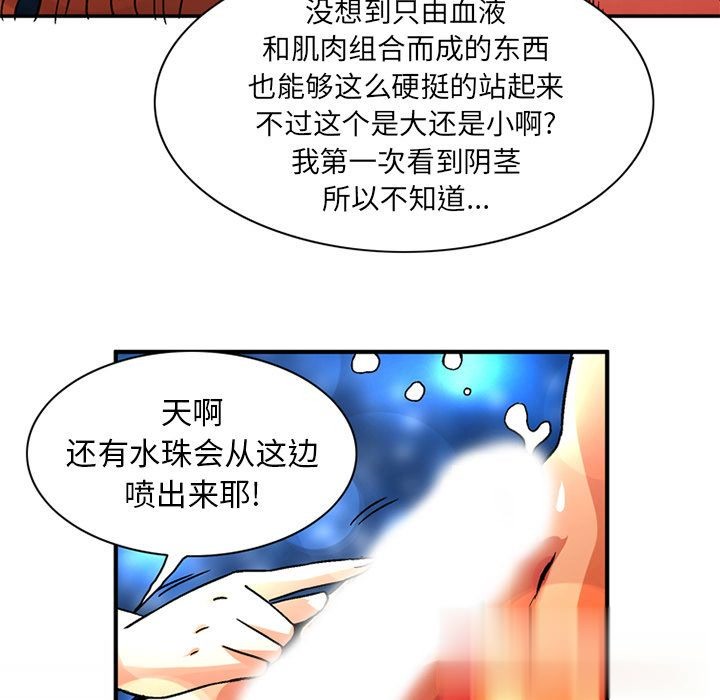 没想到只由血液
和肌肉组合而成的东西
也能够这么硬挺的站起来
不过这个是大还是小啊?
我第一次看到阴茎
所以不知道...
天啊
还有水珠会从这边
喷出来耶!